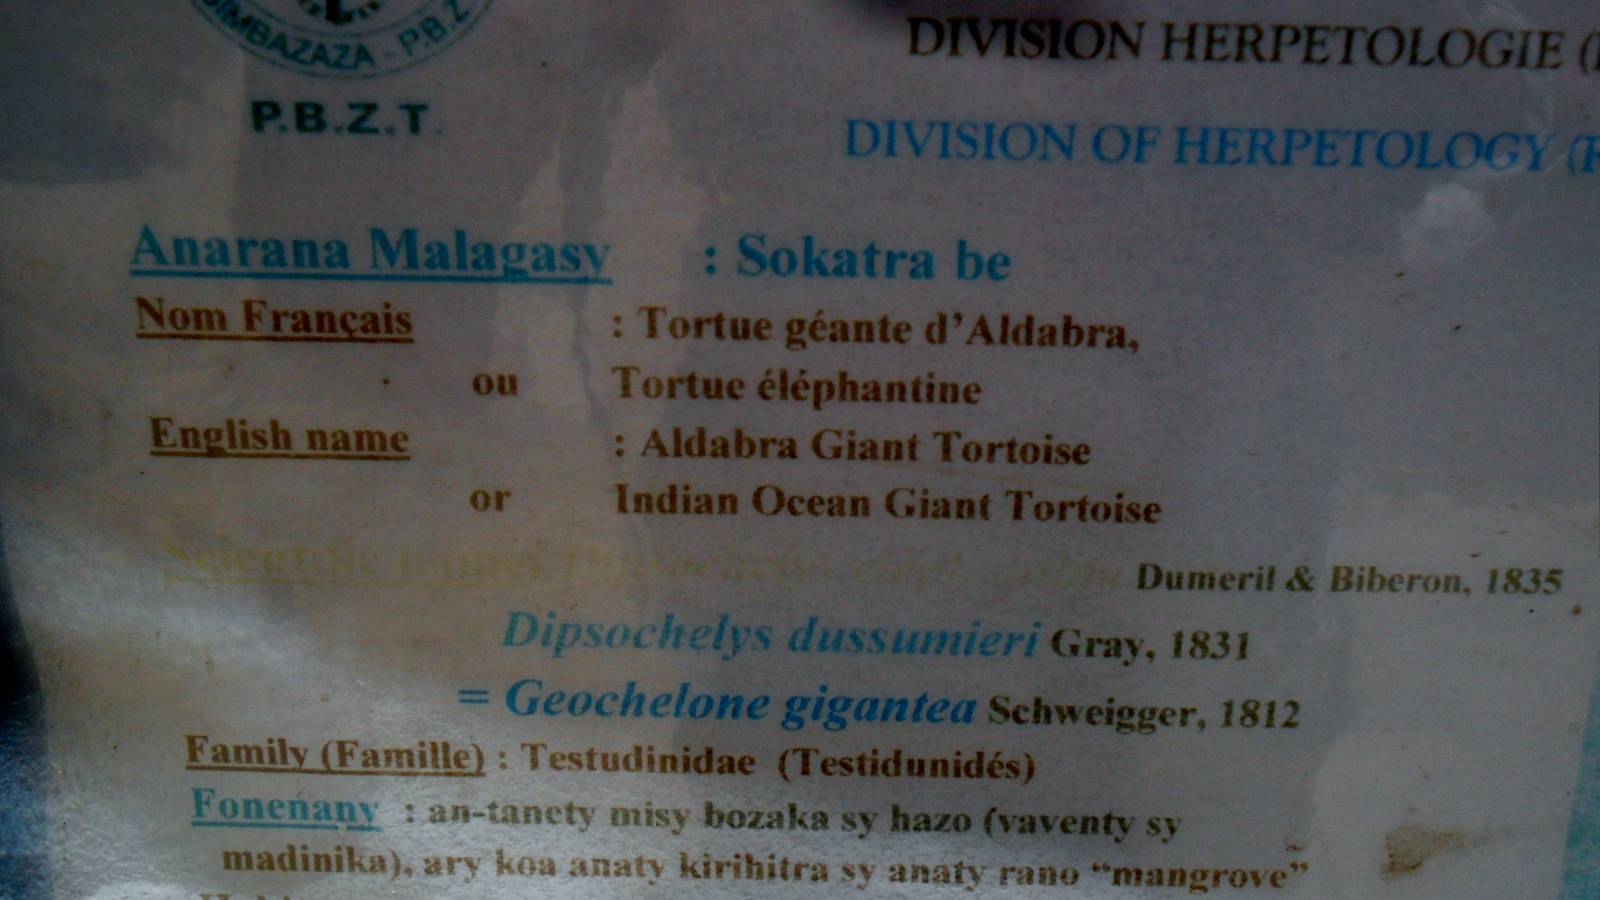 TSIMBAZAZA - P.B.Z
P.B.Z.T.
DIVISION HERPETOLOGIE
DIVISION OF HERPETOLOGY
Anarana Malagasy : Sokatra be
Nom Français : Tortue géante d'Aldabra,
ou Tortue éléphantine
English name : Aldabra Giant Tortoise
or Indian Ocean Giant Tortoise
Scientific Dumeril & Biberon, 1835
Dipsochelys dussumieri Gray, 1831
= Geochelone gigantea Schweigger, 1812
Family (Famille) : Testudinidae (Testidunidés)
Fonenany : an-tanety misy bozaka sy hazo (vaventy sy
madinika), ary koa anaty kirihitra sy anaty rano “mangrove”